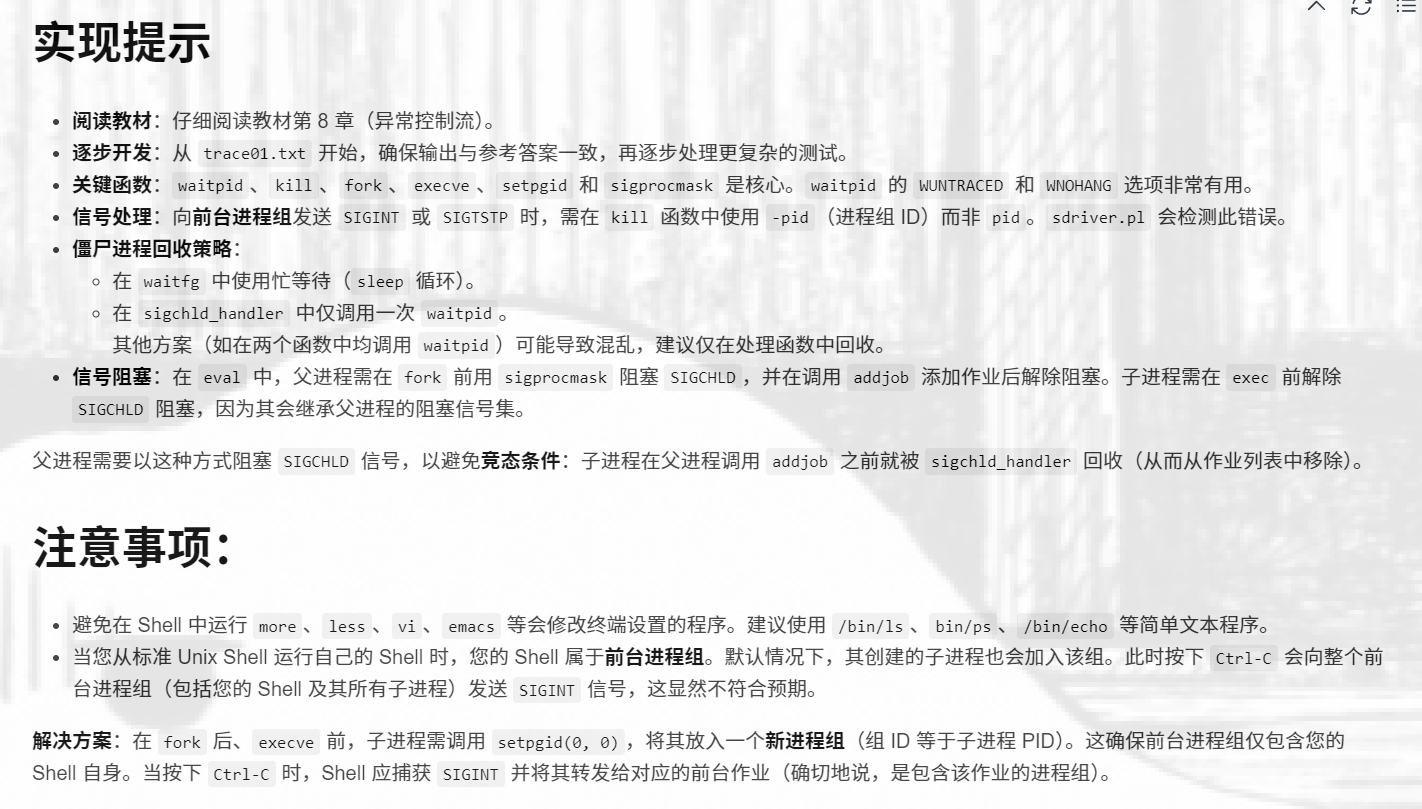 实现提示
阅读教材：仔细阅读教材第 8 章（异常控制流）。
逐步开发：从 trace01.txt 开始，确保输出与参考答案一致，再逐步处理更复杂的测试。
关键函数：waitpid、kill、fork、execve、setpgid 和 sigprocmask 是核心。waitpid 的 WUNTRACED 和 WNOHANG 选项非常有用。
信号处理：向前台进程组发送 SIGINT 或 SIGTSTP 时，需在 kill 函数中使用 -pid（进程组 ID）而非 pid。sdriver.pl 会检测此错误。
僵尸进程回收策略：
在 waitfg 中使用忙等待（sleep 循环）。
在 sigchld_handler 中仅调用一次 waitpid。
其他方案（如在两个函数中均调用 waitpid）可能导致混乱，建议仅在处理函数中回收。
信号阻塞：在 eval 中，父进程需在 fork 前用 sigprocmask 阻塞 SIGCHLD，并在调用 addjob 添加作业后解除阻塞。子进程需在 exec 前解除
SIGCHLD 阻塞，因为其会继承父进程的阻塞信号集。
父进程需要以这种方式阻塞 SIGCHLD 信号，以避免竞态条件：子进程在父进程调用 addjob 之前就被 sigchld_handler 回收（从而从作业列表中移除）。
注意事项：
避免在 Shell 中运行 more、less、vi、emacs 等会修改终端设置的程序。建议使用 /bin/ls、bin/ps、/bin/echo 等简单文本程序。
当您从标准 Unix Shell 运行自己的 Shell 时，您的 Shell 属于前台进程组。默认情况下，其创建的子进程也会加入该组。此时按下 Ctrl-C 会向整个前
台进程组（包括您的 Shell 及其所有子进程）发送 SIGINT 信号，这显然不符合预期。
解决方案：在 fork 后、execve 前，子进程需调用 setpgid(0, 0)，将其放入一个新进程组（组 ID 等于子进程 PID）。这确保前台进程组仅包含您的
Shell 自身。当按下 Ctrl-C 时，Shell 应捕获 SIGINT 并将其转发给对应的前台作业（确切地说，是包含该作业的进程组）。